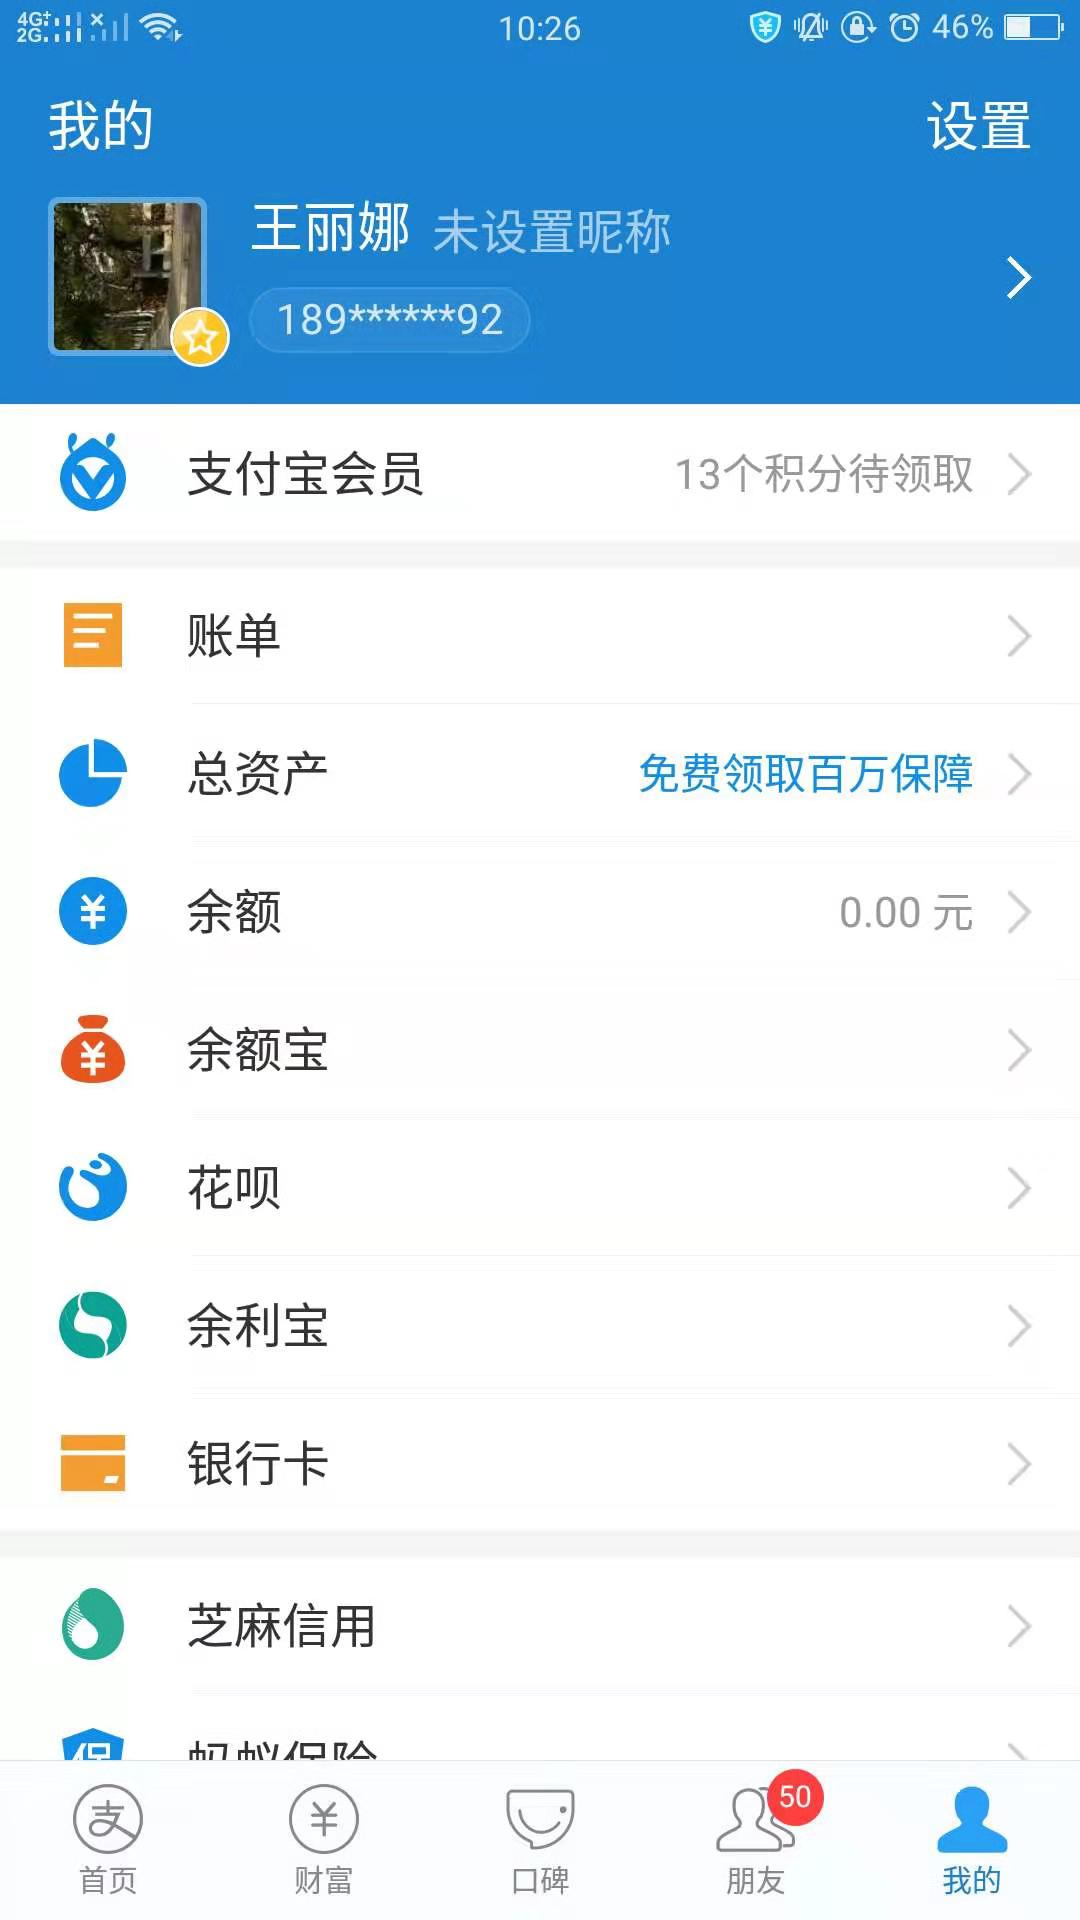 4G+
2G
10:26
46%
我的
设置
王丽娜 未设置昵称
189******92
支付宝会员
13个积分待领取
账单
总资产
免费领取百万保障
余额
0.00 元
余额宝
花呗
余利宝
银行卡
芝麻信用
蚂蚁保险
50
首页
财富
口碑
朋友
我的